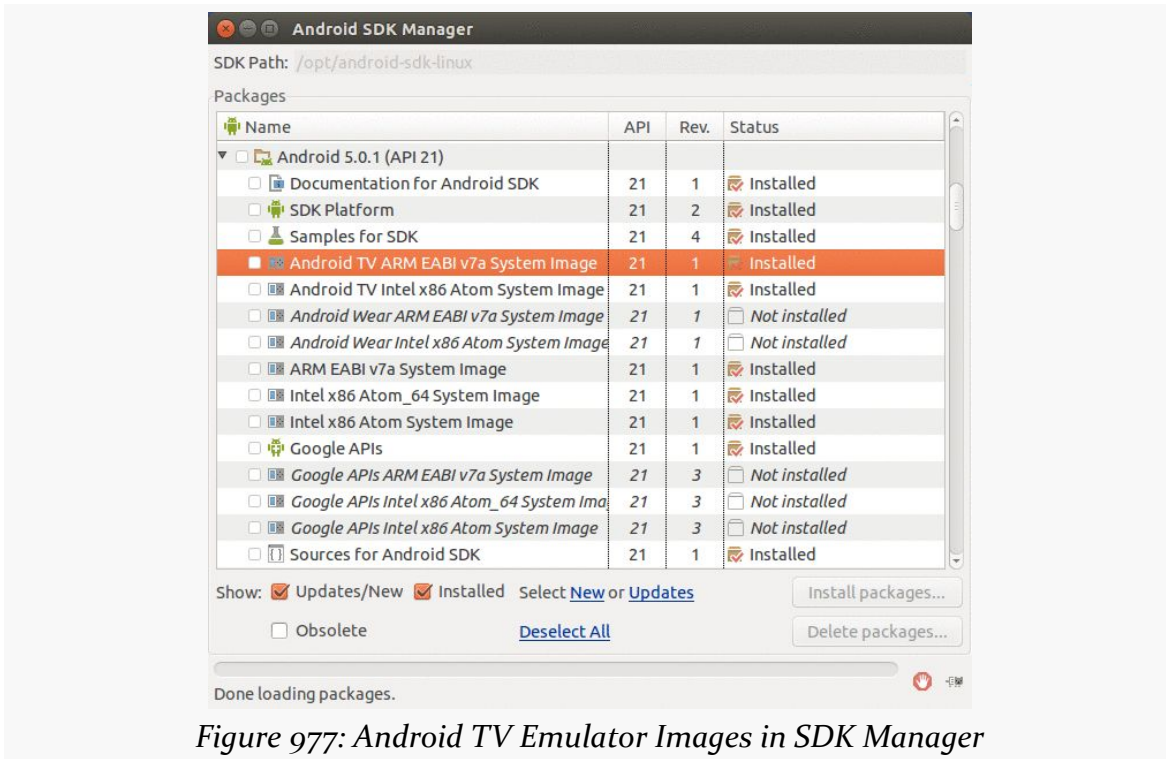 Android SDK Manager
SDK Path: /opt/android-sdk-linux
Packages
Name API Rev. Status
Android 5.0.1 (API 21)
Documentation for Android SDK 21 1 Installed
SDK Platform 21 2 Installed
Samples for SDK 21 4 Installed
Android TV ARM EABI v7a System Image 21 1 Installed
Android TV Intel x86 Atom System Image 21 1 Installed
Android Wear ARM EABI v7a System Image 21 1 Not installed
Android Wear Intel x86 Atom System Image 21 1 Not installed
ARM EABI v7a System Image 21 1 Installed
Intel x86 Atom_64 System Image 21 1 Installed
Intel x86 Atom System Image 21 1 Installed
Google APIs 21 1 Installed
Google APIs ARM EABI v7a System Image 21 3 Not installed
Google APIs Intel x86 Atom_64 System Ima 21 3 Not installed
Google APIs Intel x86 Atom System Image 21 3 Not installed
Sources for Android SDK 21 1 Installed
Show: Updates/New Installed Select New or Updates Install packages...
Obsolete Deselect All Delete packages...
Done loading packages.
Figure 977: Android TV Emulator Images in SDK Manager